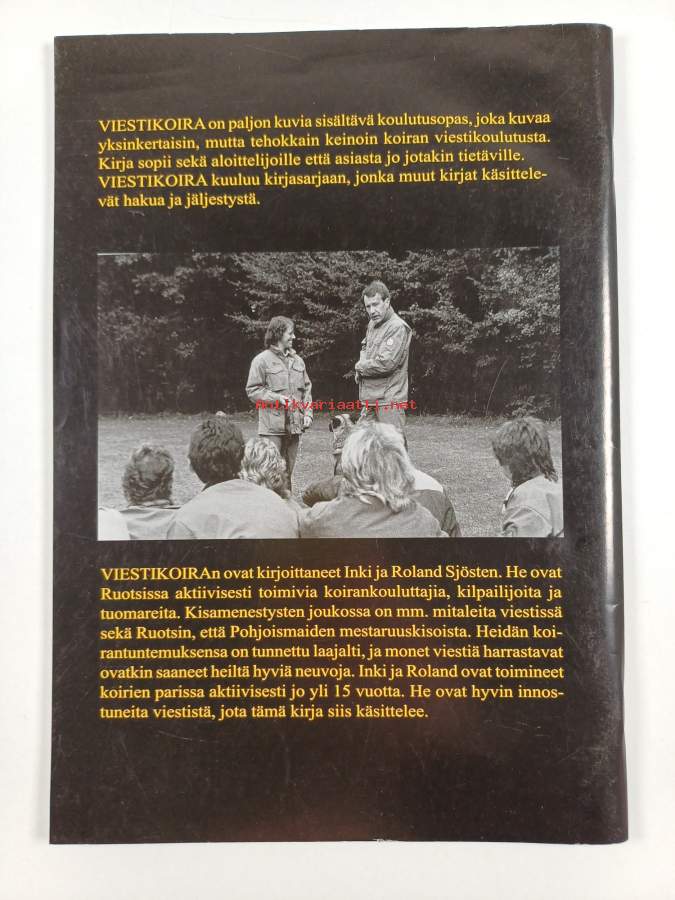 VIESTIKOIRA on paljon kuvia sisältävä koulutusopas, joka kuvaa
yksinkertaisin, mutta tehokkain keinoin koiran viestikoulutusta.
Kirja sopii sekä aloittelijoille että asiasta jo jotakin tietäville.
VIESTIKOIRA kuuluu kirjasarjaan, jonka muut kirjat käsittele-
vät hakua ja jäljestystä.
Antikvariaatti.net
VIESTIKOIRAn ovat kirjoittaneet Inki ja Roland Sjösten. He ovat
Ruotsissa aktiivisesti toimivia koirankouluttajia, kilpailijoita ja
tuomareita. Kisamenestysten joukossa on mm. mitaleita viestissä
sekä Ruotsin, että Pohjoismaiden mestaruuskisoista. Heidän koi-
rantuntemuksensa on tunnettu laajalti, ja monet viestiä harrastavat
ovatkin saaneet heiltä hyviä neuvoja. Inki ja Roland ovat toimineet
koirien parissa aktiivisesti jo yli 15 vuotta. He ovat hyvin innos-
tuneita viestistä, jota tämä kirja siis käsittelee.